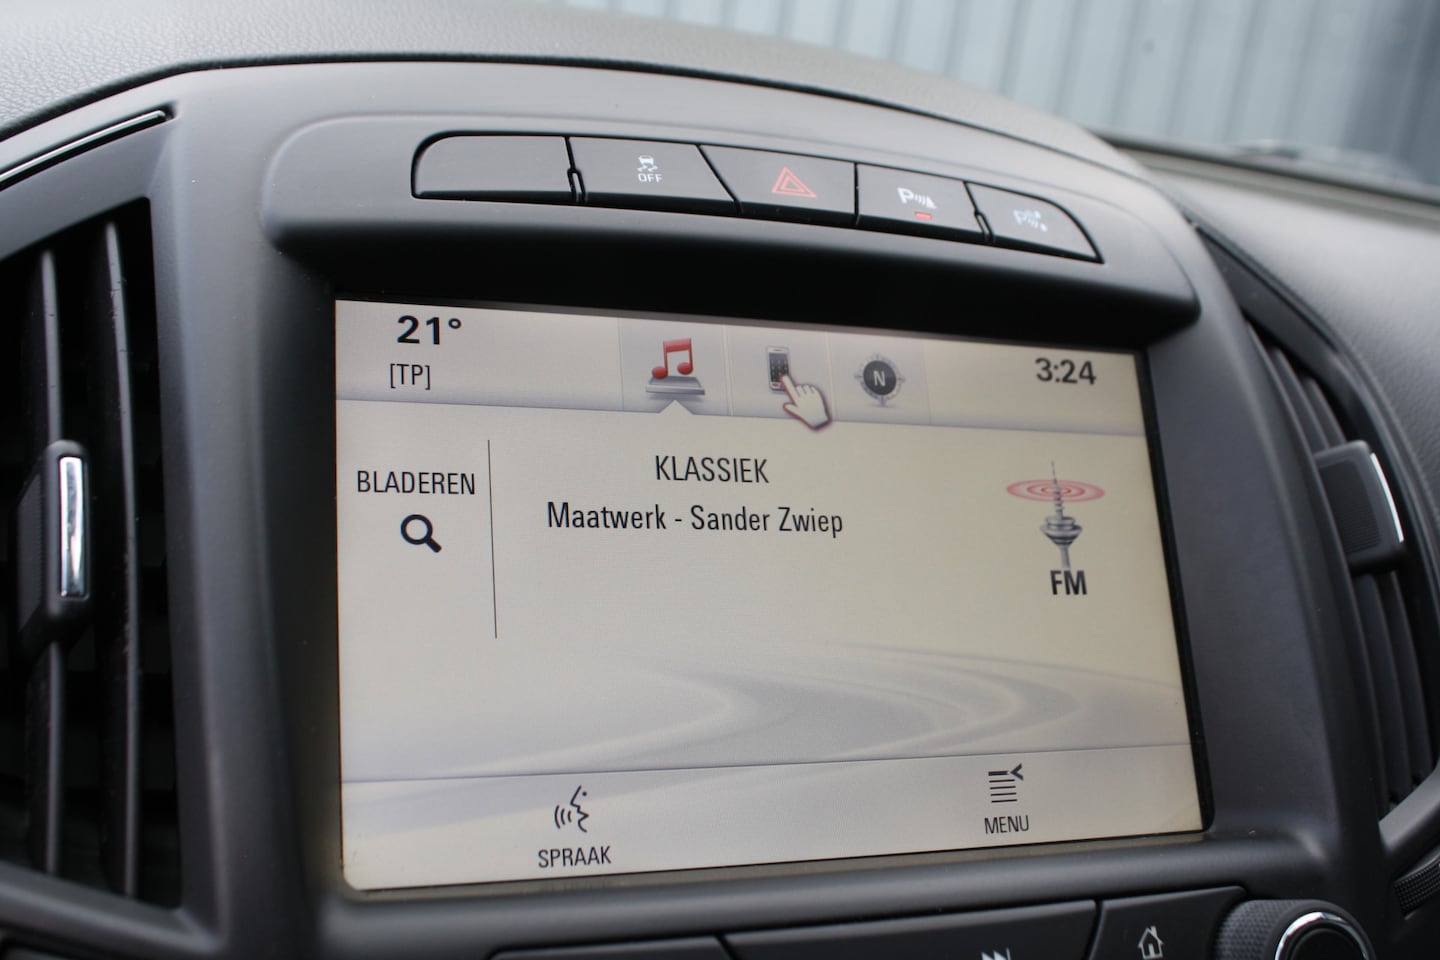 OFF
P
P
21°
[TP]
N
3:24
BLADEREN
KLASSIEK
Maatwerk - Sander Zwiep
FM
SPRAAK
MENU